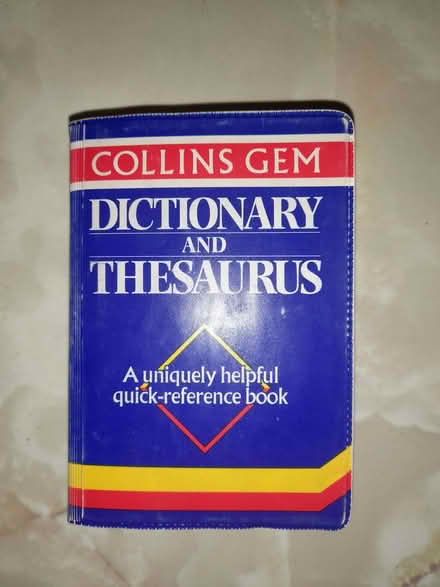 COLLINS GEM
DICTIONARY
AND
THESAURUS
A uniquely helpful
quick-reference book